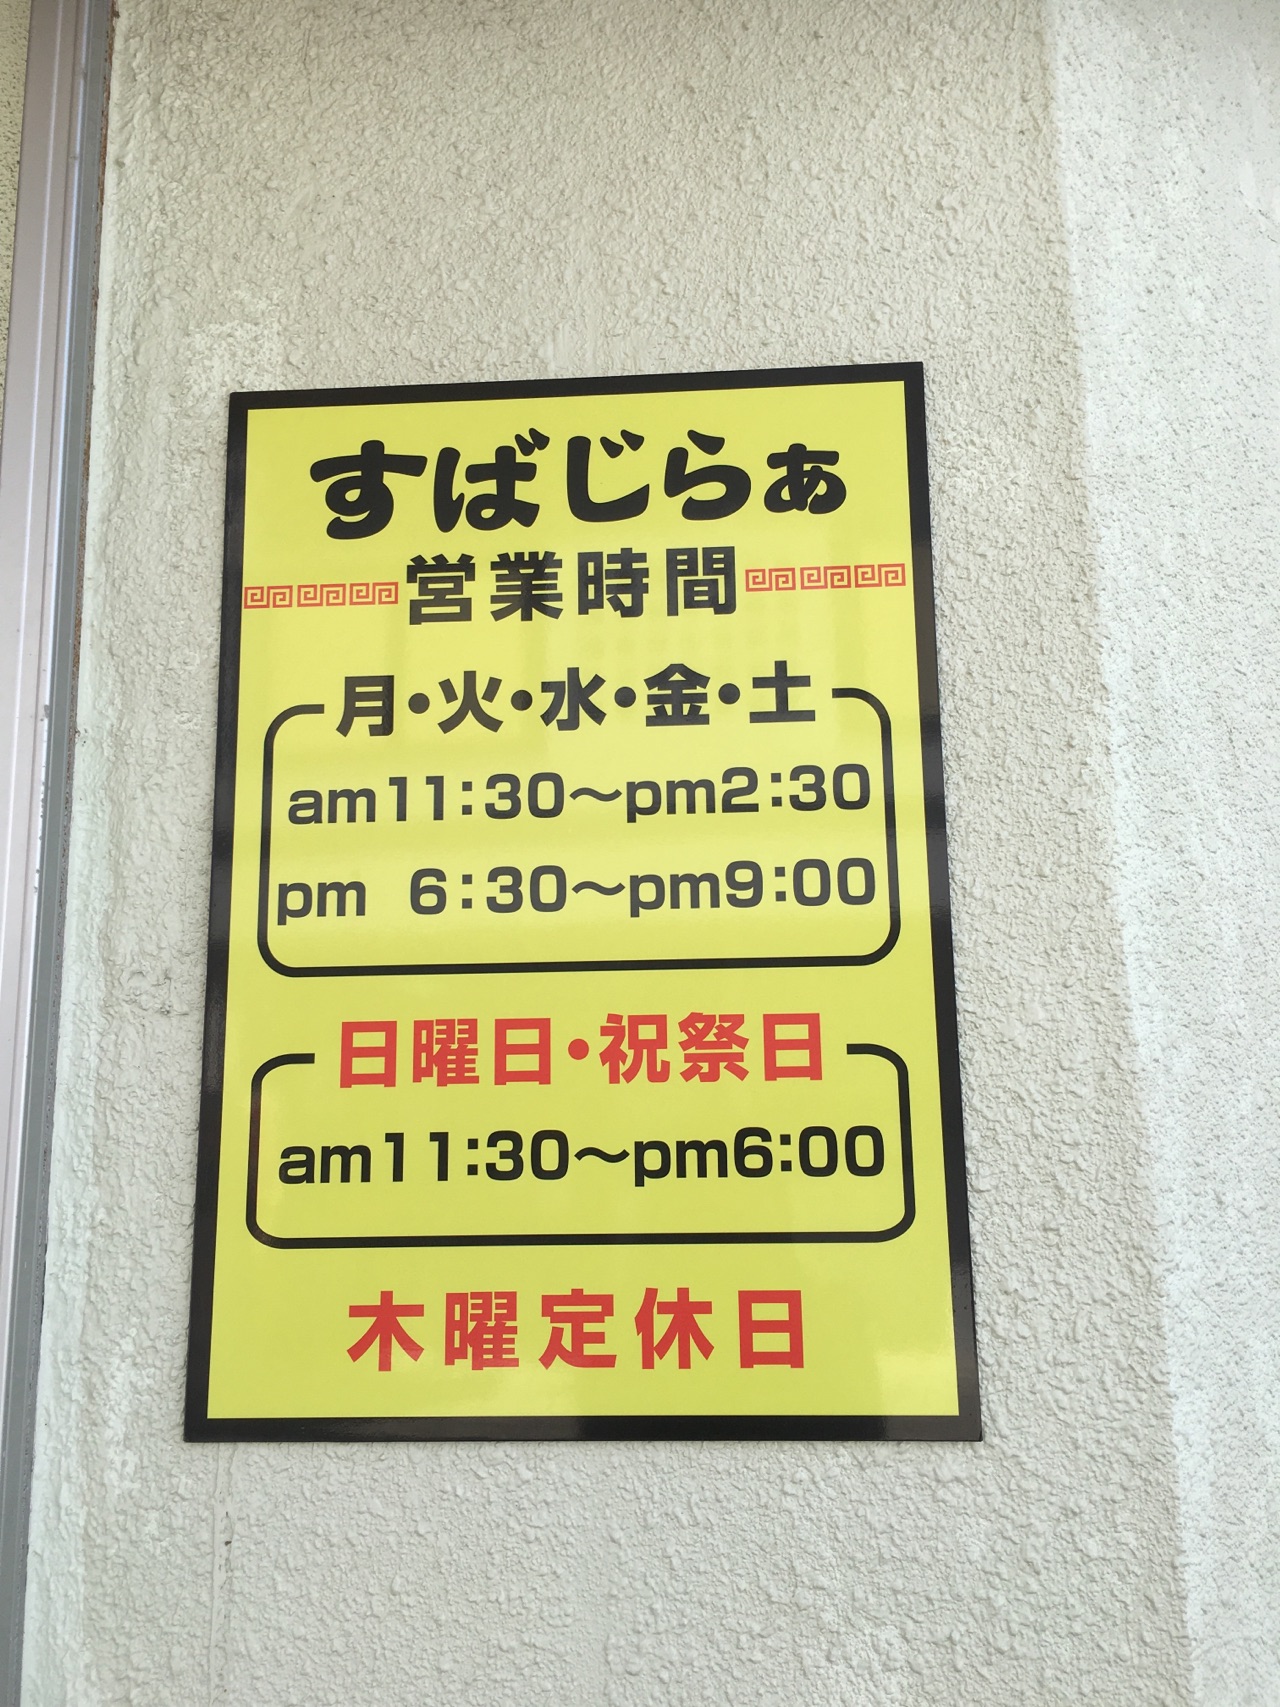 すばじらぁ
営業時間
月・火・水・金・土
am11:30〜pm2:30
pm 6:30〜pm9:00
日曜日・祝祭日
am11:30〜pm6:00
木曜定休日